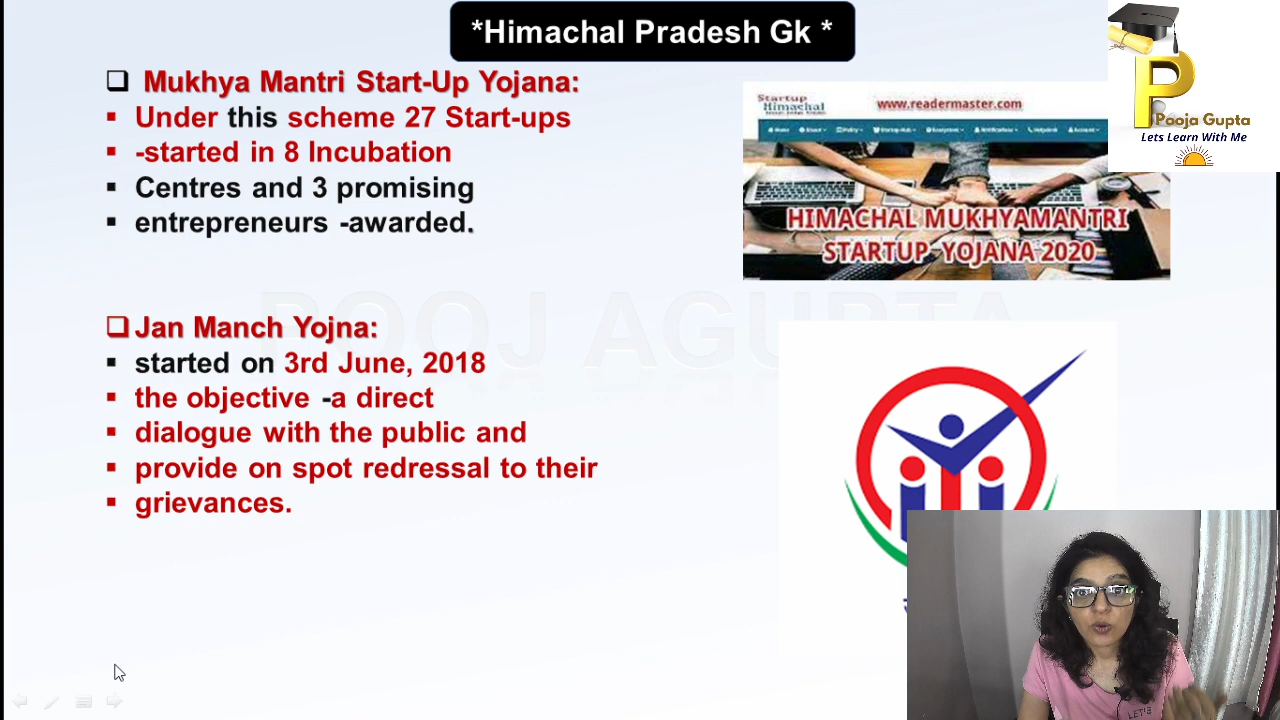 *Himachal Pradesh Gk *
Mukhya Mantri Start-Up Yojana:
Under this scheme 27 Start-ups
-started in 8 Incubation
Centres and 3 promising
entrepreneurs -awarded.
Startup
Himachal
www.readermaster.com
HIMACHAL MUKHYAMANTRI
STARTUP YOJANA 2020
P
Pooja Gupta
Lets Learn With Me
POOJ AGUPTA
Jan Manch Yojna:
started on 3rd June, 2018
the objective -a direct
dialogue with the public and
provide on spot redressal to their
grievances.
LET'S